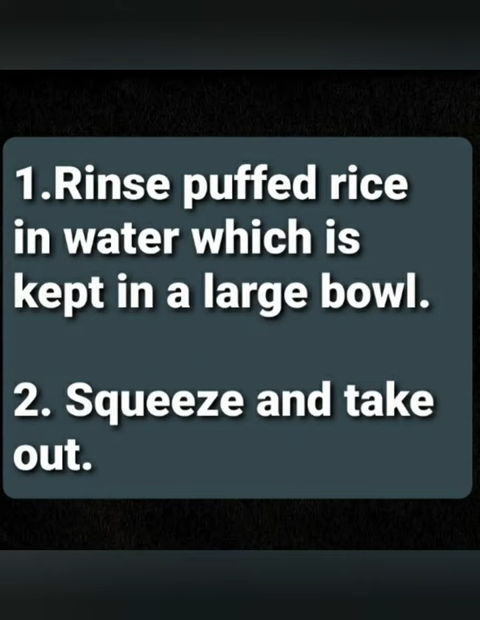 1.Rinse puffed rice
in water which is
kept in a large bowl.
2. Squeeze and take
out.